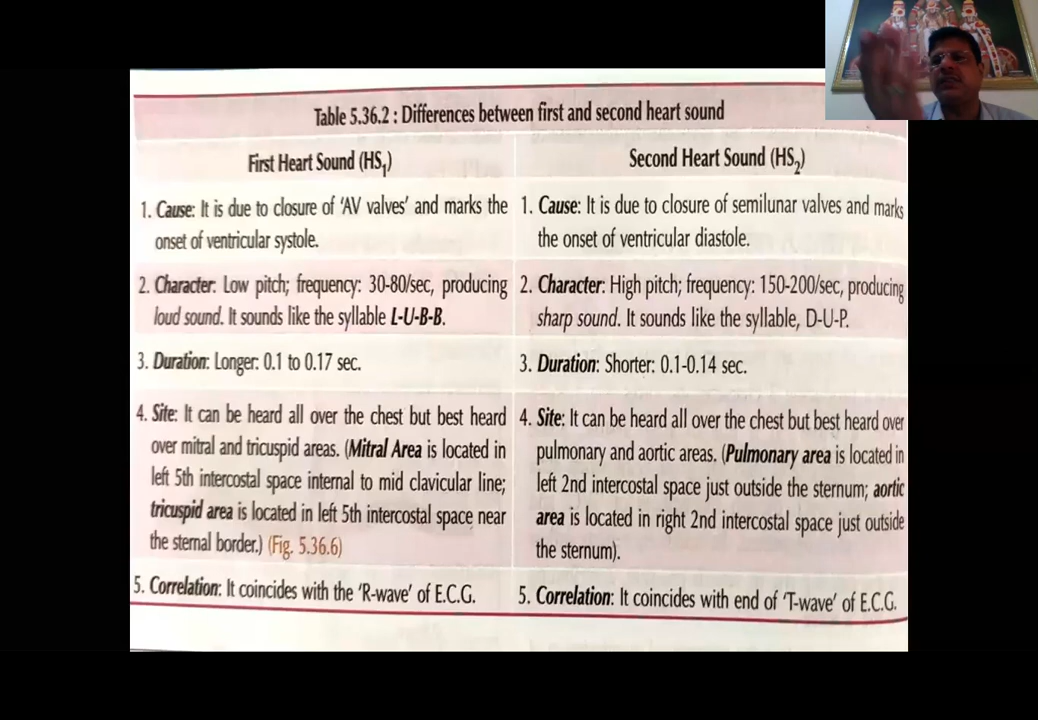 Table 5.36.2 : Differences between first and second heart sound
First Heart Sound (HS1)
1. Cause: It is due to closure of 'AV valves' and marks the
onset of ventricular systole.
2. Character: Low pitch; frequency: 30-80/sec, producing
loud sound. It sounds like the syllable L-U-B-B.
3. Duration: Longer: 0.1 to 0.17 sec.
4. Site: It can be heard all over the chest but best heard
over mitral and tricuspid areas. (Mitral Area is located in
left 5th intercostal space internal to mid clavicular line;
tricuspid area is located in left 5th intercostal space near
the sternal border.) (Fig. 5.36.6)
5. Correlation: It coincides with the 'R-wave' of E.C.G.
Second Heart Sound (HS2)
1. Cause: It is due to closure of semilunar valves and marks
the onset of ventricular diastole.
2. Character: High pitch; frequency: 150-200/sec, producing
sharp sound. It sounds like the syllable, D-U-P.
3. Duration: Shorter: 0.1-0.14 sec.
4. Site: It can be heard all over the chest but best heard over
pulmonary and aortic areas. (Pulmonary area is located in
left 2nd intercostal space just outside the sternum; aortic
area is located in right 2nd intercostal space just outside
the sternum).
5. Correlation: It coincides with end of 'T-wave' of E.C.G.